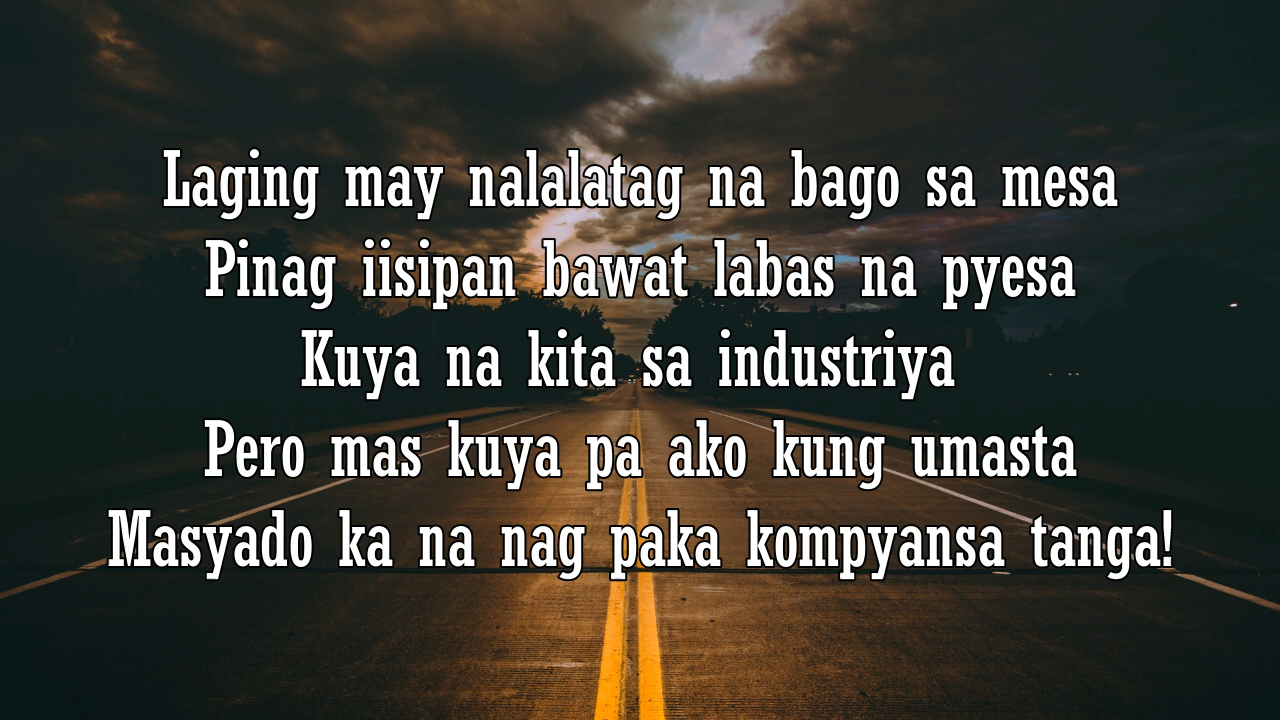 Laging may nalalatag na bago sa mesa
Pinag iisipan bawat labas na pyesa
Kuya na kita sa industriya
Pero mas kuya pa ako kung umasta
Masyado ka na nag paka kompyansa tanga!